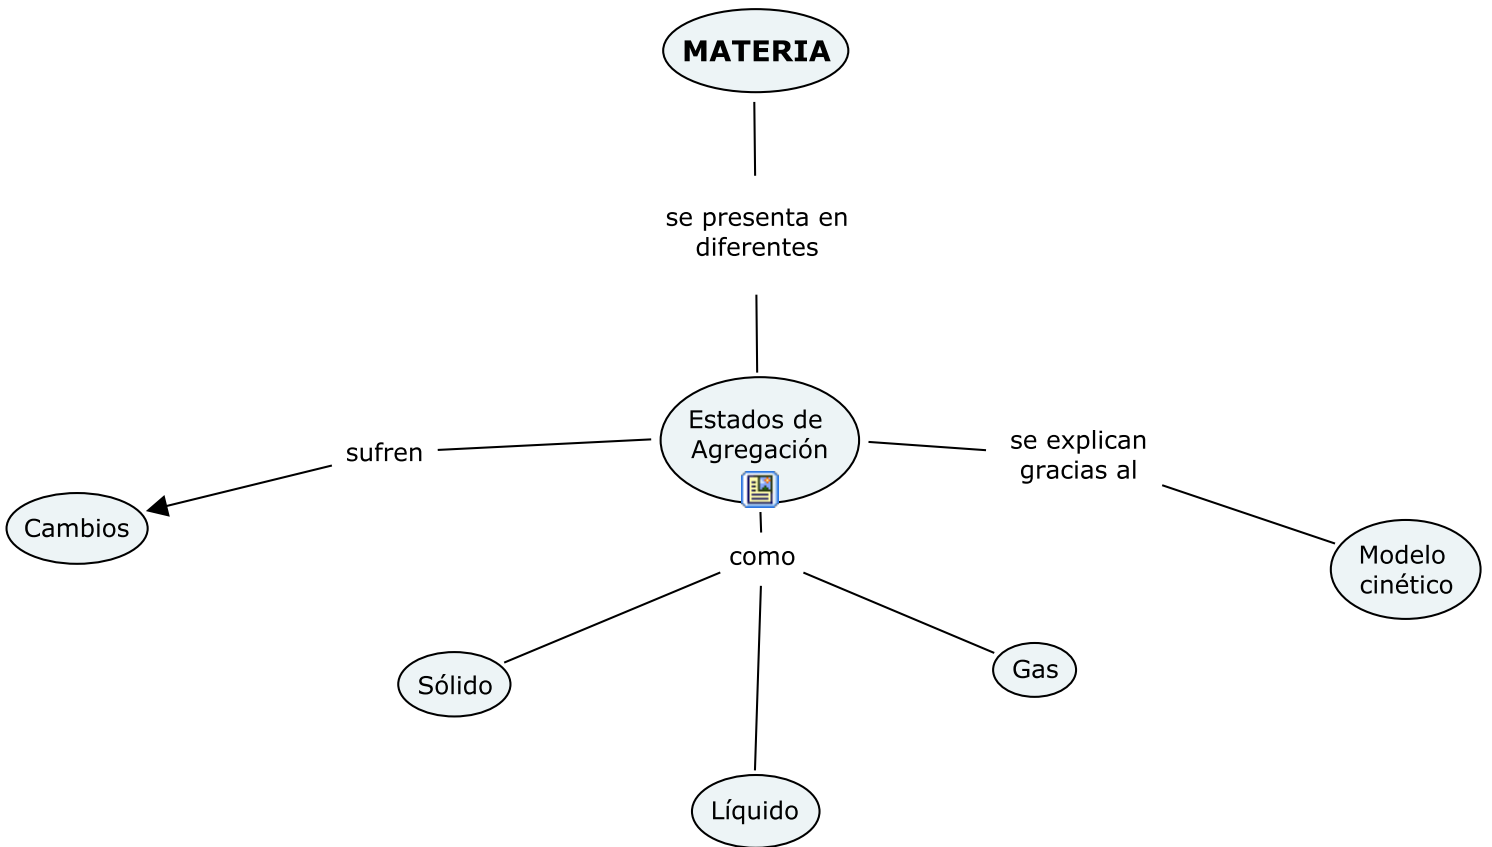 MATERIA
se presenta en
diferentes
Estados de
Agregación
sufren
se explican
gracias al
Cambios
como
Modelo
cinético
Sólido
Gas
Líquido